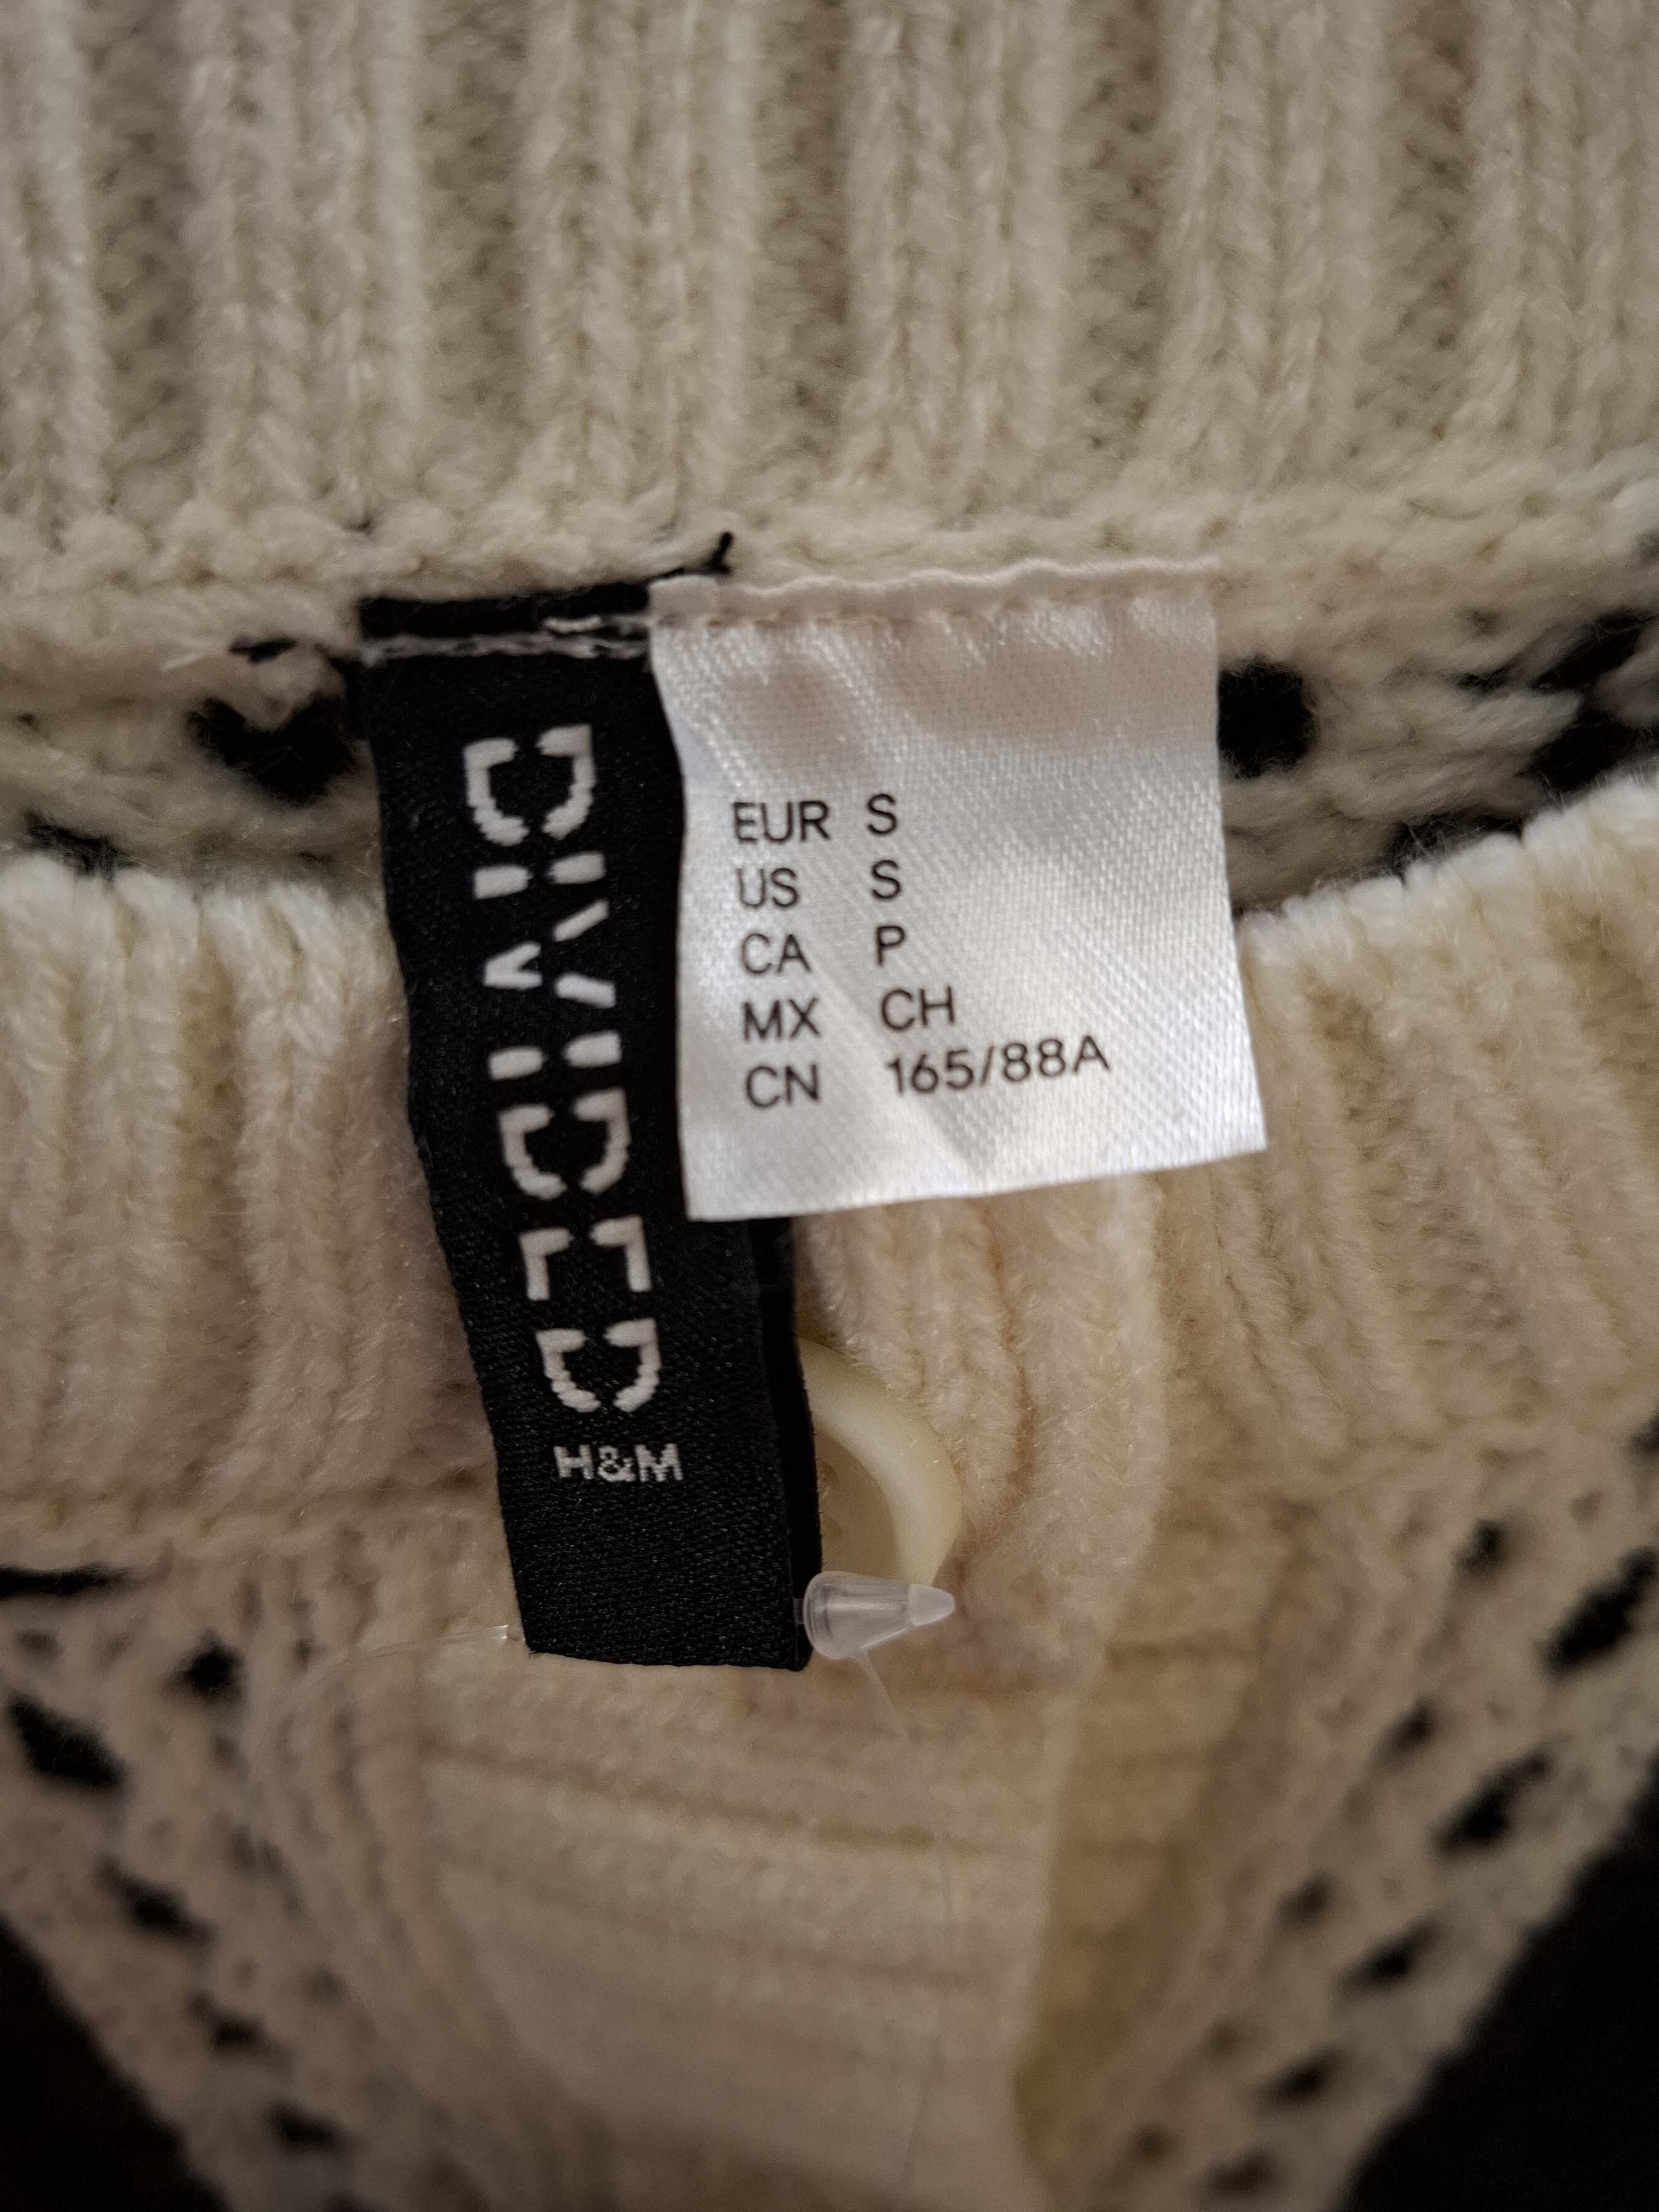 DIVIDED
H&M
EUR S
US S
CA P
MX CH
CN 165/88A